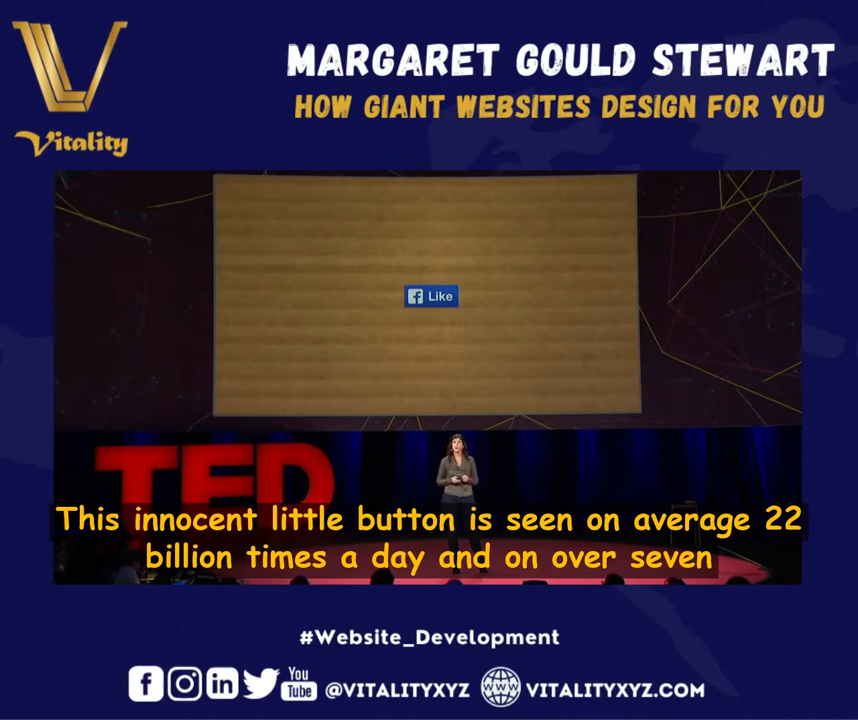 Vitality
MARGARET GOULD STEWART
HOW GIANT WEBSITES DESIGN FOR YOU
f Like
TED
This innocent little button is seen on average 22
billion times a day and on over seven
#Website_Development
f in You Tube @VITALITYXYZ WWW VITALITYXYZ.COM